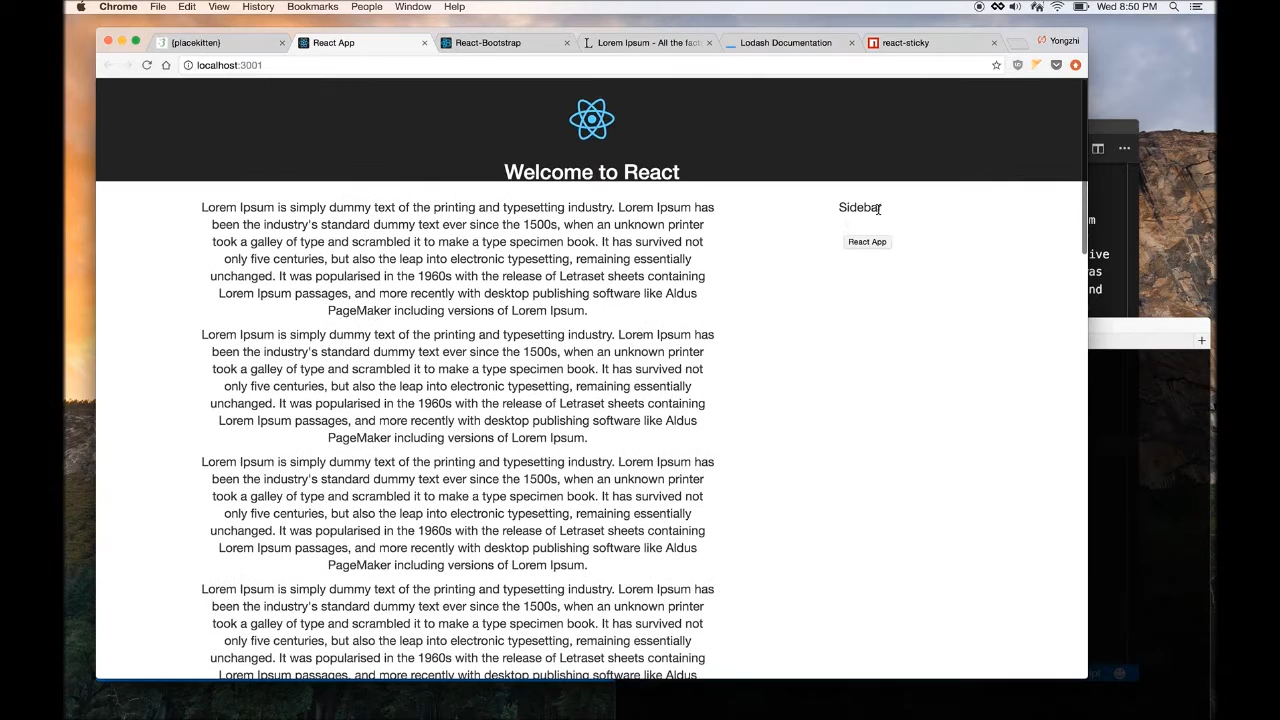 Chrome File Edit View History Bookmarks People Window Help Wed 8:50 PM
{placekitten} React App React-Bootstrap Lorem Ipsum - All the fact Lodash Documentation react-sticky Yongzhi
localhost:3001
Welcome to React
Lorem Ipsum is simply dummy text of the printing and typesetting industry. Lorem Ipsum has
been the industry's standard dummy text ever since the 1500s, when an unknown printer
took a galley of type and scrambled it to make a type specimen book. It has survived not
only five centuries, but also the leap into electronic typesetting, remaining essentially
unchanged. It was popularised in the 1960s with the release of Letraset sheets containing
Lorem Ipsum passages, and more recently with desktop publishing software like Aldus
PageMaker including versions of Lorem Ipsum.
Lorem Ipsum is simply dummy text of the printing and typesetting industry. Lorem Ipsum has
been the industry's standard dummy text ever since the 1500s, when an unknown printer
took a galley of type and scrambled it to make a type specimen book. It has survived not
only five centuries, but also the leap into electronic typesetting, remaining essentially
unchanged. It was popularised in the 1960s with the release of Letraset sheets containing
Lorem Ipsum passages, and more recently with desktop publishing software like Aldus
PageMaker including versions of Lorem Ipsum.
Lorem Ipsum is simply dummy text of the printing and typesetting industry. Lorem Ipsum has
been the industry's standard dummy text ever since the 1500s, when an unknown printer
took a galley of type and scrambled it to make a type specimen book. It has survived not
only five centuries, but also the leap into electronic typesetting, remaining essentially
unchanged. It was popularised in the 1960s with the release of Letraset sheets containing
Lorem Ipsum passages, and more recently with desktop publishing software like Aldus
PageMaker including versions of Lorem Ipsum.
Lorem Ipsum is simply dummy text of the printing and typesetting industry. Lorem Ipsum has
been the industry's standard dummy text ever since the 1500s, when an unknown printer
took a galley of type and scrambled it to make a type specimen book. It has survived not
only five centuries, but also the leap into electronic typesetting, remaining essentially
unchanged. It was popularised in the 1960s with the release of Letraset sheets containing
Lorem Ipsum passages, and more recently with desktop publishing software like Aldus
Sidebar
React App
m
ive
as
nd
pt